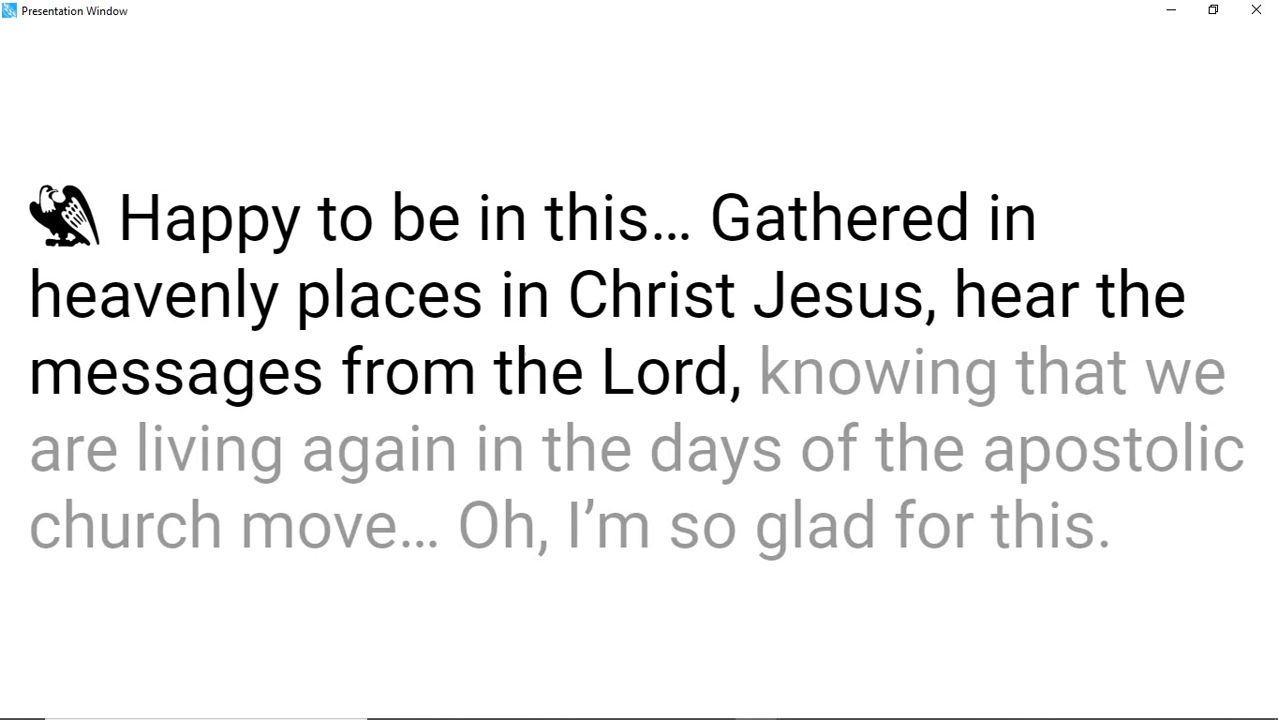 Presentation Window
Happy to be in this… Gathered in
heavenly places in Christ Jesus, hear the
messages from the Lord, knowing that we
are living again in the days of the apostolic
church move… Oh, I’m so glad for this.